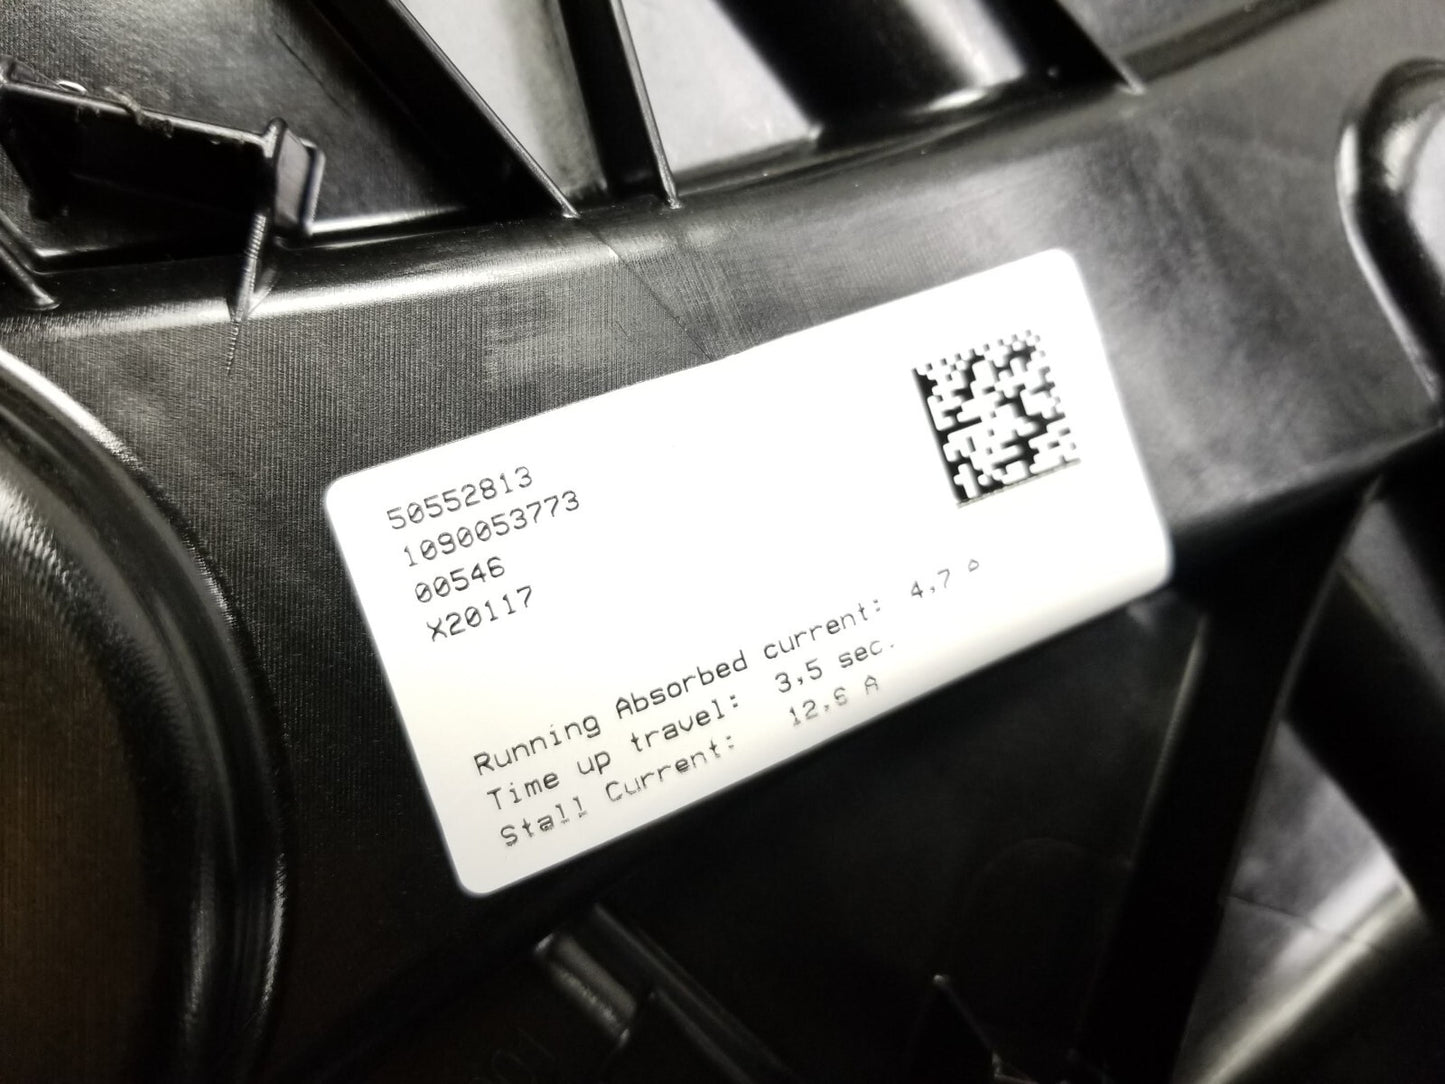 50552813
1090053773
00546
X20117
Running Absorbed current: 4,7
Time up travel: 3,5 sec.
Stall Current: 12,6 A